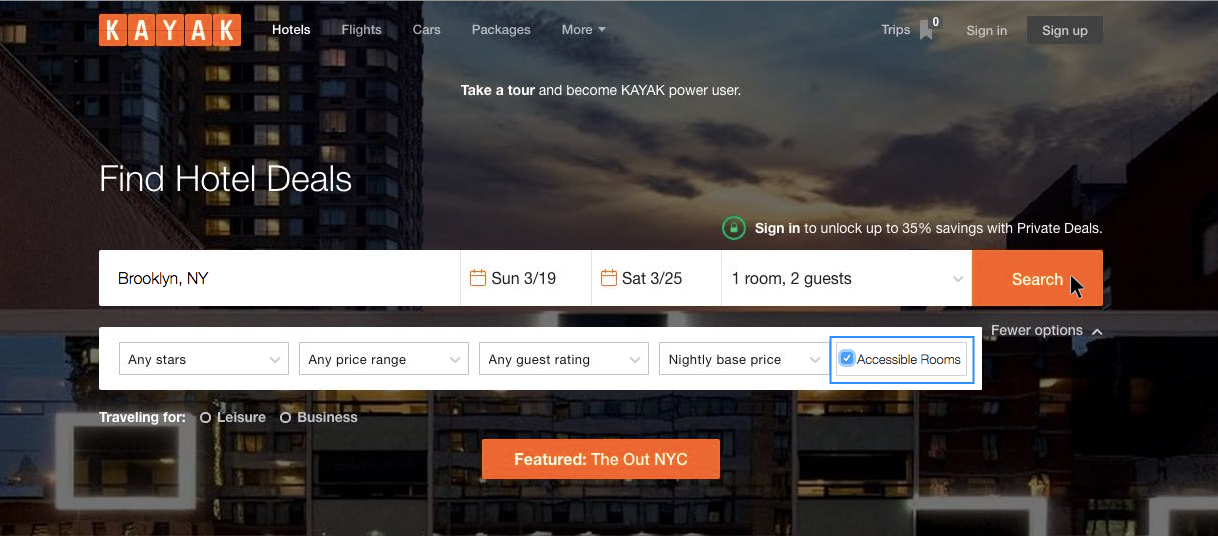 KAYAK Hotels Flights Cars Packages More Trips 0 Sign in Sign up
Take a tour and become KAYAK power user.
Find Hotel Deals
Sign in to unlock up to 35% savings with Private Deals.
Brooklyn, NY Sun 3/19 Sat 3/25 1 room, 2 guests Search
Fewer options
Any stars Any price range Any guest rating Nightly base price Accessible Rooms
Traveling for: Leisure Business
Featured: The Out NYC